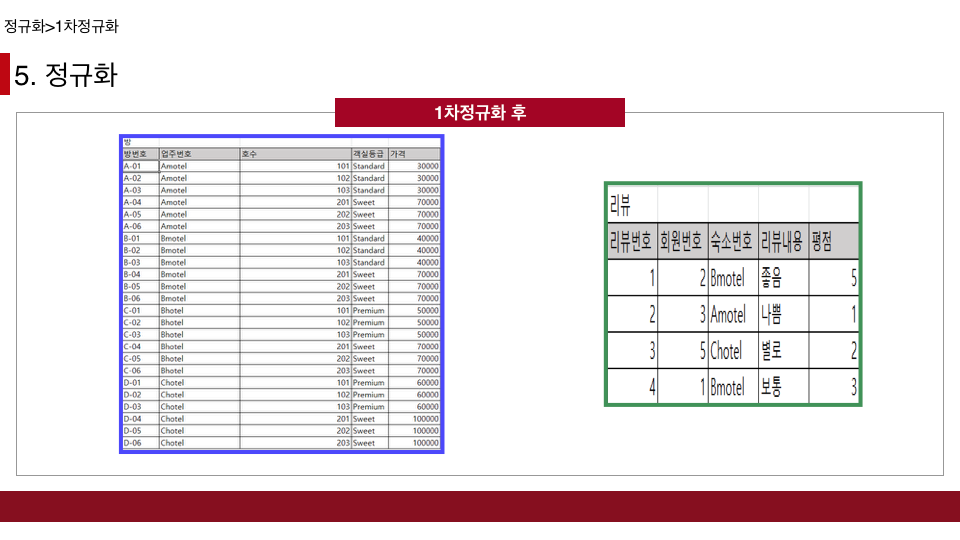 정규화>1차정규화
5. 정규화
1차정규화 후
방
방번호 업주번호 호수 객실등급 가격
A-01 Amotel 101 Standard 30000
A-02 Amotel 102 Standard 30000
A-03 Amotel 103 Standard 30000
A-04 Amotel 201 Sweet 70000
A-05 Amotel 202 Sweet 70000
A-06 Amotel 203 Sweet 70000
B-01 Bmotel 101 Standard 40000
B-02 Bmotel 102 Standard 40000
B-03 Bmotel 103 Standard 40000
B-04 Bmotel 201 Sweet 70000
B-05 Bmotel 202 Sweet 70000
B-06 Bmotel 203 Sweet 70000
C-01 Bhotel 101 Premium 50000
C-02 Bhotel 102 Premium 50000
C-03 Bhotel 103 Premium 50000
C-04 Bhotel 201 Sweet 70000
C-05 Bhotel 202 Sweet 70000
C-06 Bhotel 203 Sweet 70000
D-01 Chotel 101 Premium 60000
D-02 Chotel 102 Premium 60000
D-03 Chotel 103 Premium 60000
D-04 Chotel 201 Sweet 100000
D-05 Chotel 202 Sweet 100000
D-06 Chotel 203 Sweet 100000
리뷰
리뷰번호 회원번호 숙소번호 리뷰내용 평점
1 2 Bmotel 좋음 5
2 3 Amotel 나쁨 1
3 5 Chotel 별로 2
4 1 Bmotel 보통 3